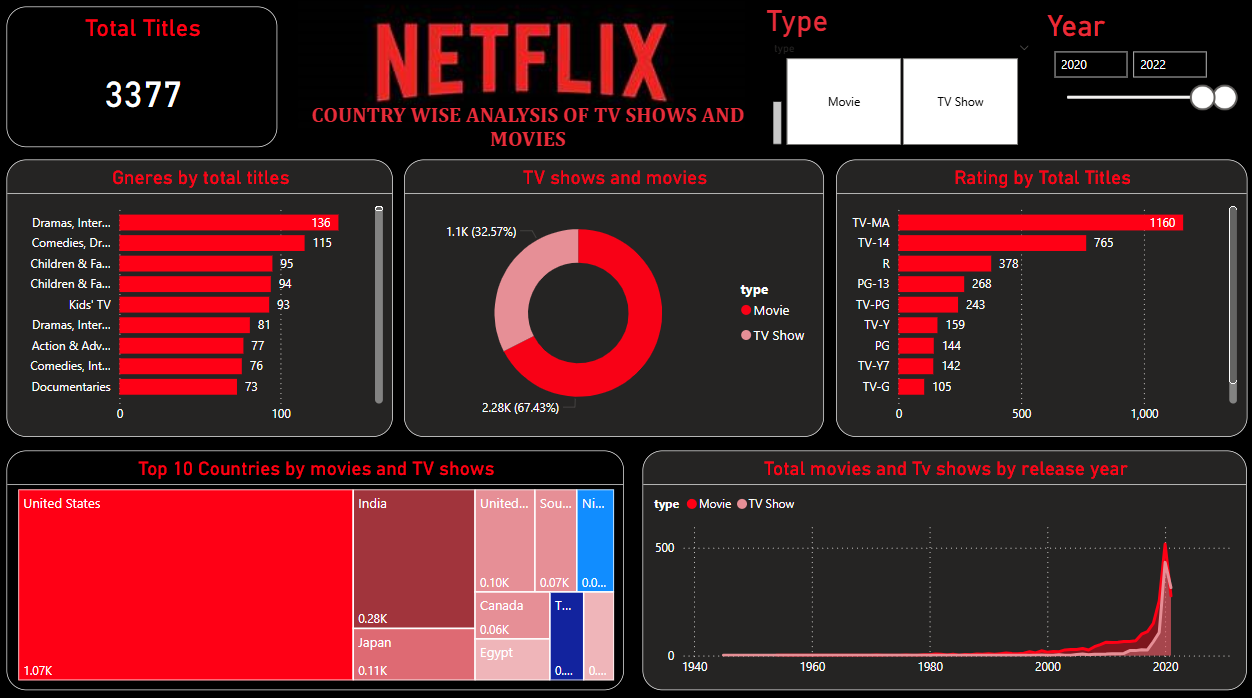 Total Titles
3377
NETFLIX
COUNTRY WISE ANALYSIS OF TV SHOWS AND
MOVIES
Type
type
Movie
TV Show
Year
2020
2022
Gneres by total titles
Dramas, Inter... 136
Comedies, Dr... 115
Children & Fa... 95
Children & Fa... 94
Kids' TV 93
Dramas, Inter... 81
Action & Adv... 77
Comedies, Int... 76
Documentaries 73
0 100
TV shows and movies
1.1K (32.57%)
2.28K (67.43%)
type
Movie
TV Show
Rating by Total Titles
TV-MA 1160
TV-14 765
R 378
PG-13 268
TV-PG 243
TV-Y 159
PG 144
TV-Y7 142
TV-G 105
0 500 1,000
Top 10 Countries by movies and TV shows
United States
1.07K
India
0.28K
Japan
0.11K
United...
0.10K
Sou...
0.07K
Ni...
0.0...
Canada
0.06K
Egypt
T...
0....
0....
Total movies and Tv shows by release year
type Movie TV Show
500
0
1940 1960 1980 2000 2020